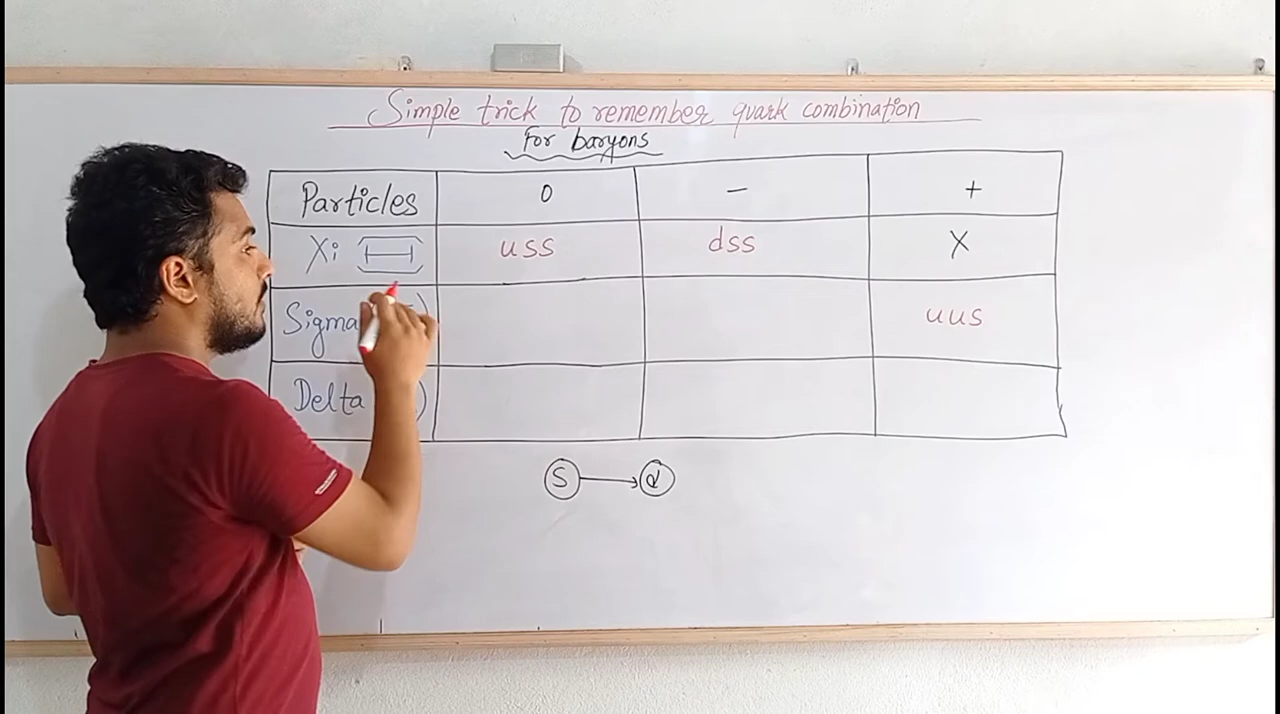 Simple trick to remember quark combination
For baryons
Particles 0 − +
Xi (Ξ) uss dss X
Sigma uus
Delta
S → d